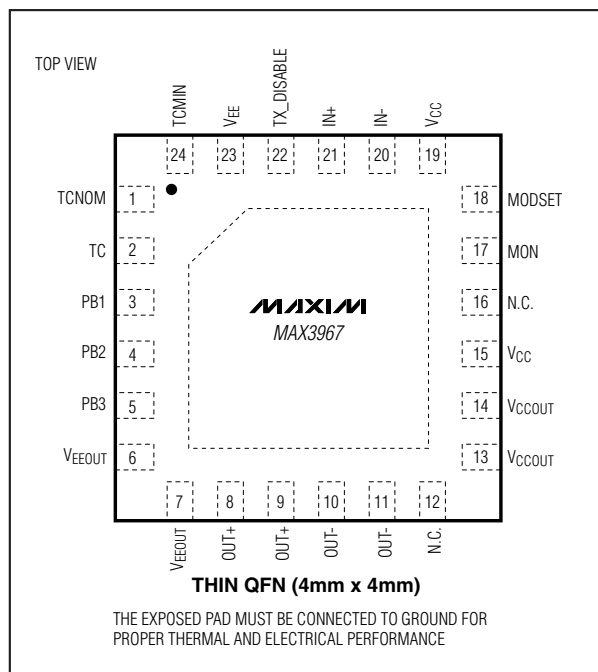 TOP VIEW
TCMIN
VEE
TX_DISABLE
IN+
IN-
VCC
24
23
22
21
20
19
TCNOM 1
18 MODSET
TC 2
17 MON
PB1 3
16 N.C.
MAXIM
MAX3967
PB2 4
15 VCC
PB3 5
14 VCCOUT
VEEOUT 6
13 VCCOUT
7
8
9
10
11
12
VEEOUT
OUT+
OUT+
OUT-
OUT-
N.C.
THIN QFN (4mm x 4mm)
THE EXPOSED PAD MUST BE CONNECTED TO GROUND FOR
PROPER THERMAL AND ELECTRICAL PERFORMANCE